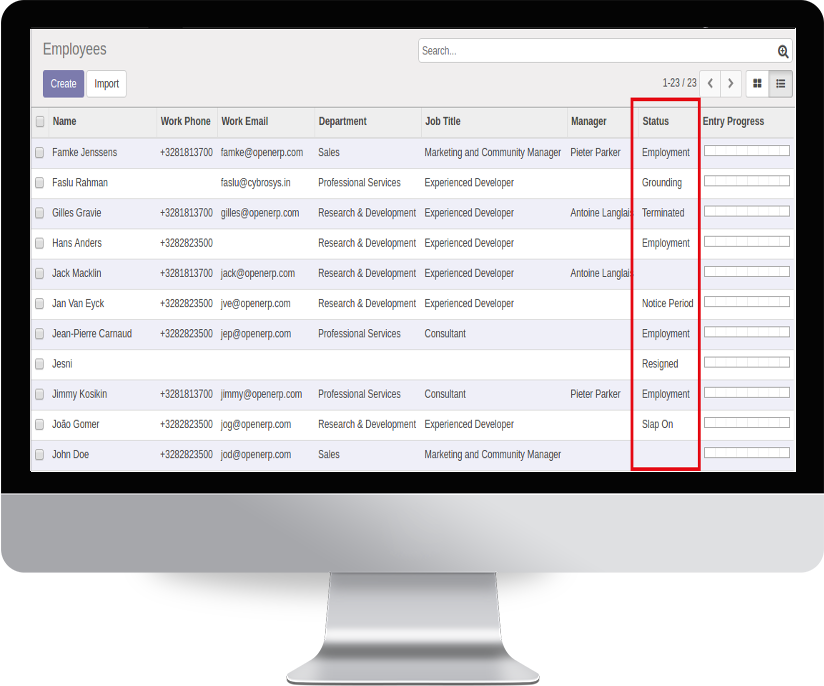 Employees
Search...
Create Import 1-23 / 23
Name Work Phone Work Email Department Job Title Manager Status Entry Progress
Famke Jenssens +3281813700 famke@openerp.com Sales Marketing and Community Manager Pieter Parker Employment
Faslu Rahman faslu@cybrosys.in Professional Services Experienced Developer Grounding
Gilles Gravie +3281813700 gilles@openerp.com Research & Development Experienced Developer Antoine Langlais Terminated
Hans Anders +3282823500 Research & Development Experienced Developer Employment
Jack Macklin +3281813700 jack@openerp.com Research & Development Experienced Developer Antoine Langlais
Jan Van Eyck +3282823500 jve@openerp.com Research & Development Experienced Developer Notice Period
Jean-Pierre Carnaud +3282823500 jep@openerp.com Professional Services Consultant Employment
Jesni Resigned
Jimmy Kosikin +3281813700 jimmy@openerp.com Professional Services Consultant Pieter Parker Employment
João Gomer +3282823500 jog@openerp.com Research & Development Experienced Developer Slap On
John Doe +3282823500 jod@openerp.com Sales Marketing and Community Manager